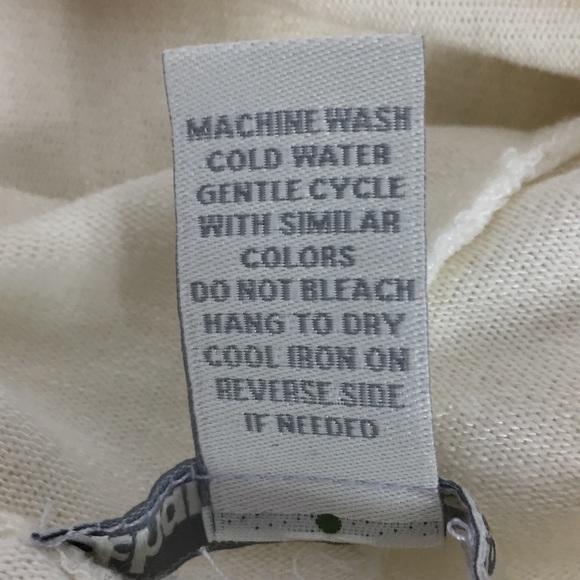 MACHINE WASH
COLD WATER
GENTLE CYCLE
WITH SIMILAR
COLORS
DO NOT BLEACH
HANG TO DRY
COOL IRON ON
REVERSE SIDE
IF NEEDED